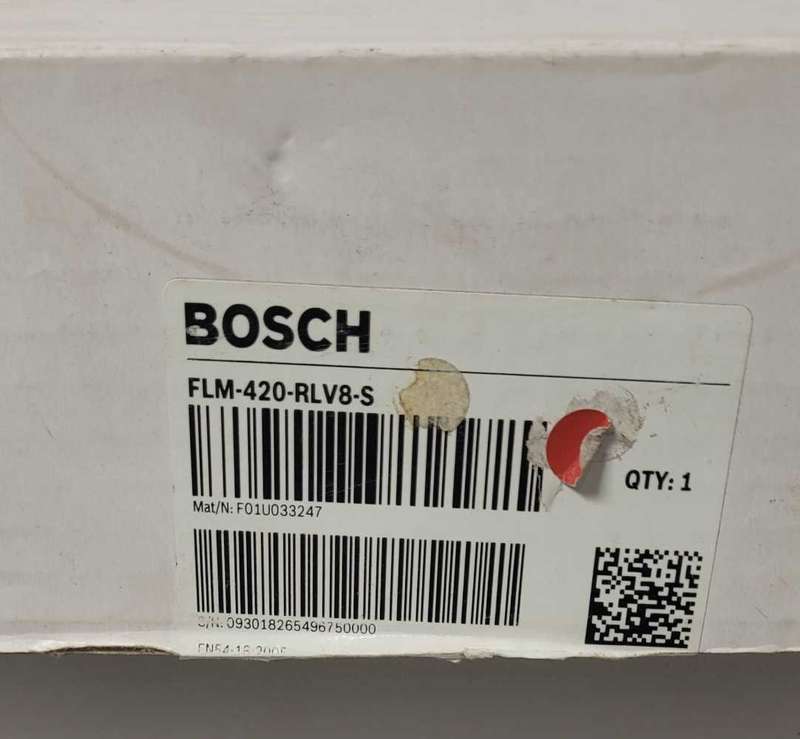 BOSCH
FLM-420-RLV8-S
Mat/N: F01U033247
QTY: 1
S/N: 093018265496750000